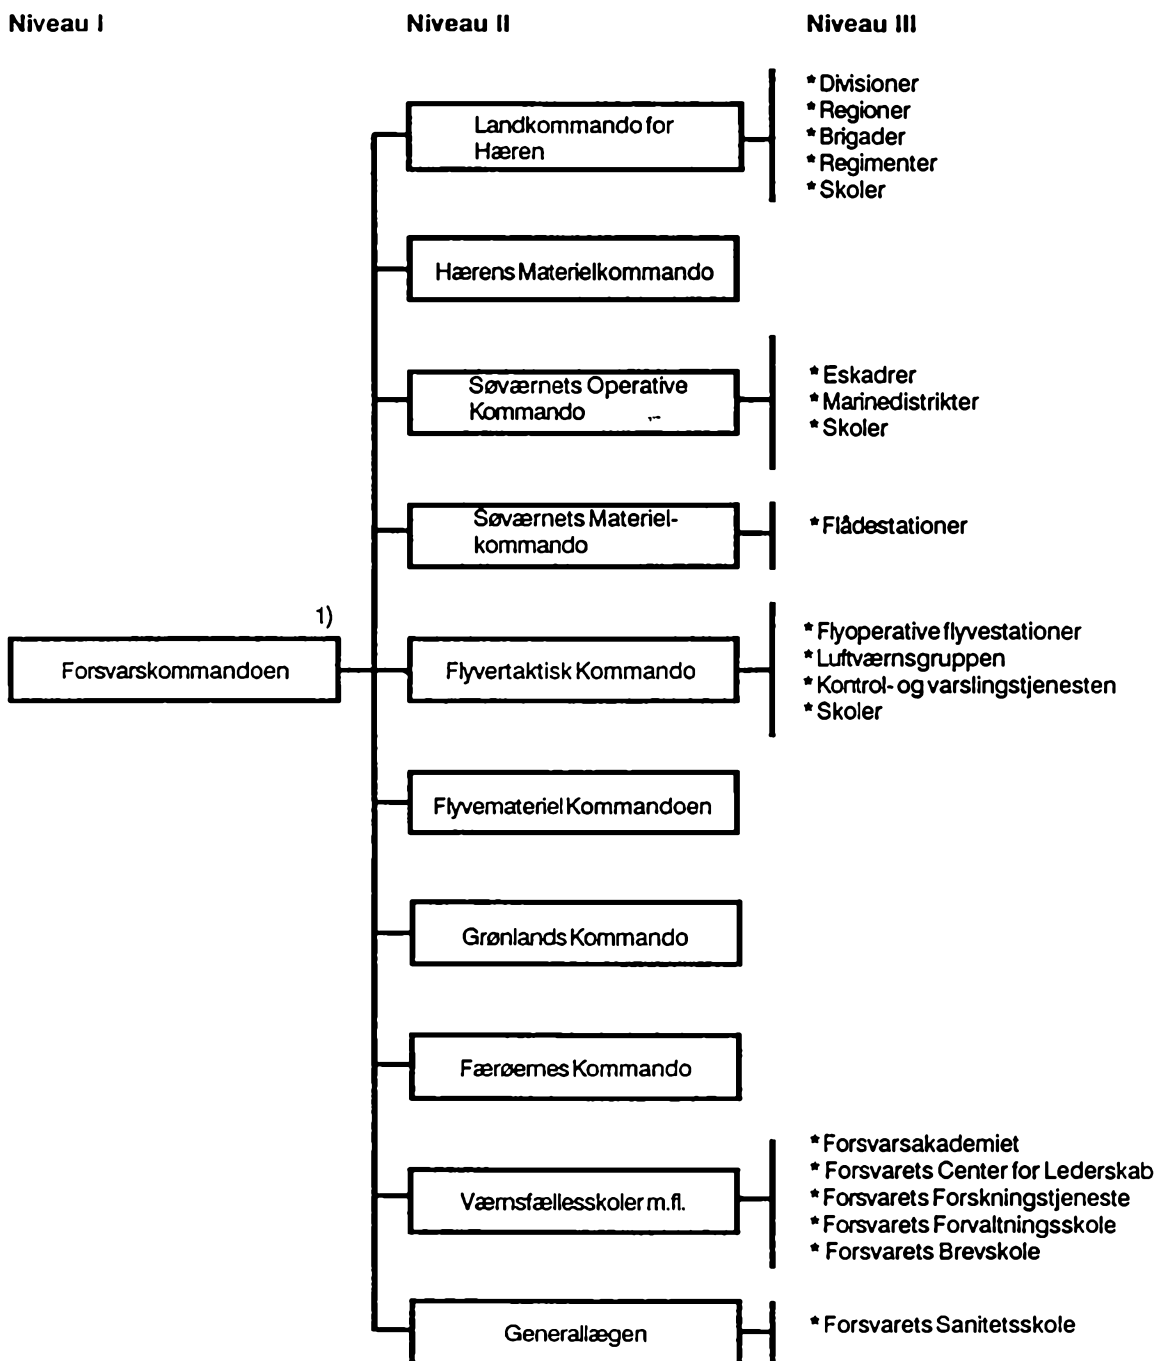 Niveau I
Niveau II
Niveau III
Landkommando for
Hæren
* Divisioner
* Regioner
* Brigader
* Regimenter
* Skoler
Hærens Materielkommando
Søværnets Operative
Kommando
* Eskadrer
* Marinedistrikter
* Skoler
Søværnets Materiel-
kommando
* Flådestationer
1)
Forsvarskommandoen
Flyvertaktisk Kommando
* Flyoperative flyvestationer
* Luftværnsgruppen
* Kontrol- og varslingstjenesten
* Skoler
Flyvemateriel Kommandoen
Grønlands Kommando
Færøernes Kommando
Værnsfællesskoler m.fl.
* Forsvarsakademiet
* Forsvarets Center for Lederskab
* Forsvarets Forskningstjeneste
* Forsvarets Forvaltningsskole
* Forsvarets Brevskole
Generallægen
* Forsvarets Sanitetsskole